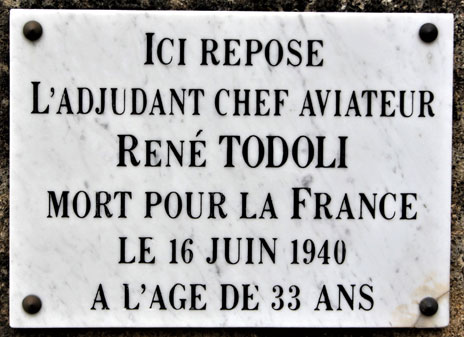 ICI REPOSE
L'ADJUDANT CHEF AVIATEUR
RENÉ TODOLI
MORT POUR LA FRANCE
LE 16 JUIN 1940
A L'AGE DE 33 ANS